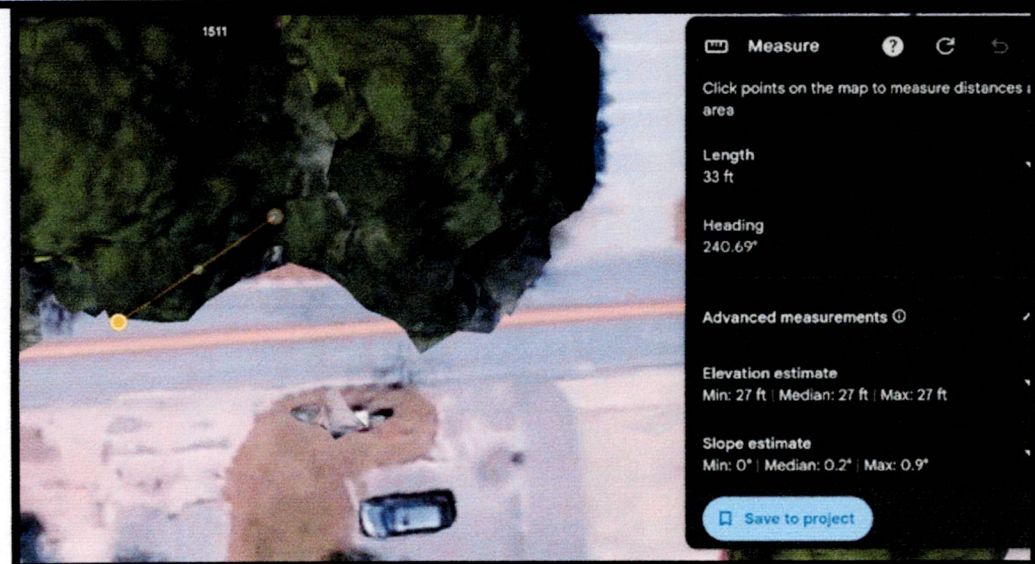 1511
Measure
Click points on the map to measure distances
area
Length
33 ft
Heading
240.69°
Advanced measurements
Elevation estimate
Min: 27 ft | Median: 27 ft | Max: 27 ft
Slope estimate
Min: 0° | Median: 0.2° | Max: 0.9°
Save to project